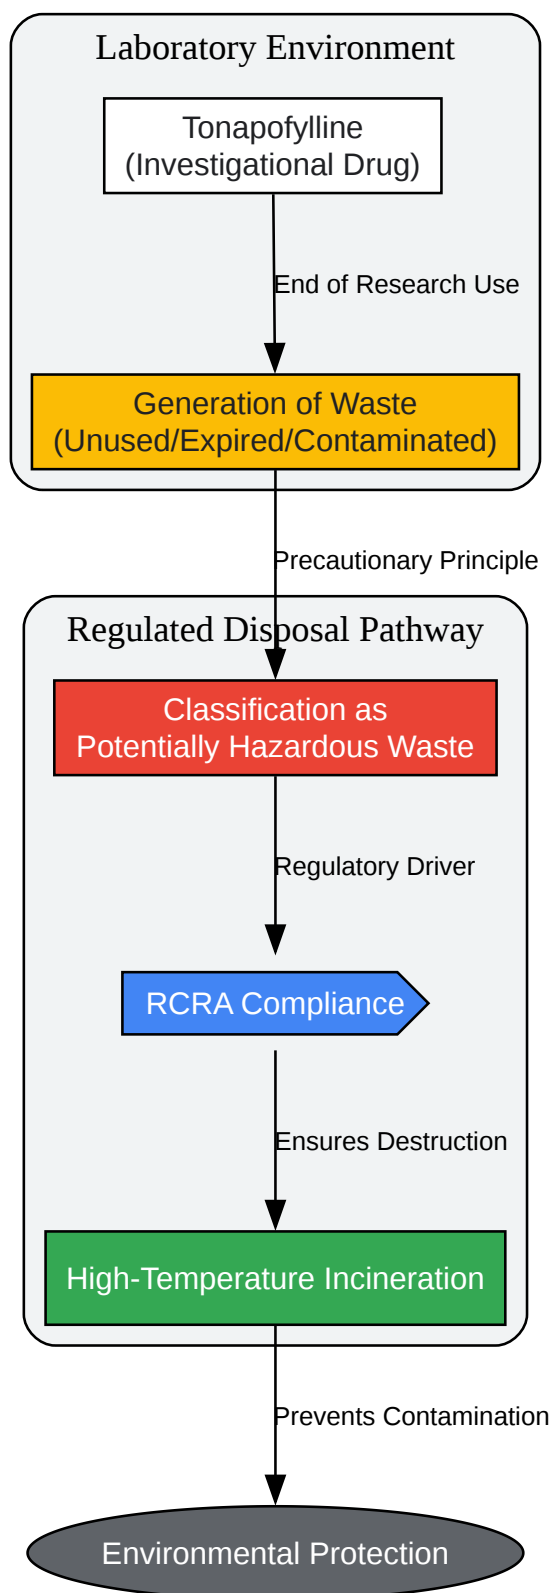 Laboratory Environment
Tonapofylline
(Investigational Drug)
End of Research Use
Generation of Waste
(Unused/Expired/Contaminated)
Precautionary Principle
Regulated Disposal Pathway
Classification as
Potentially Hazardous Waste
Regulatory Driver
RCRA Compliance
Ensures Destruction
High-Temperature Incineration
Prevents Contamination
Environmental Protection